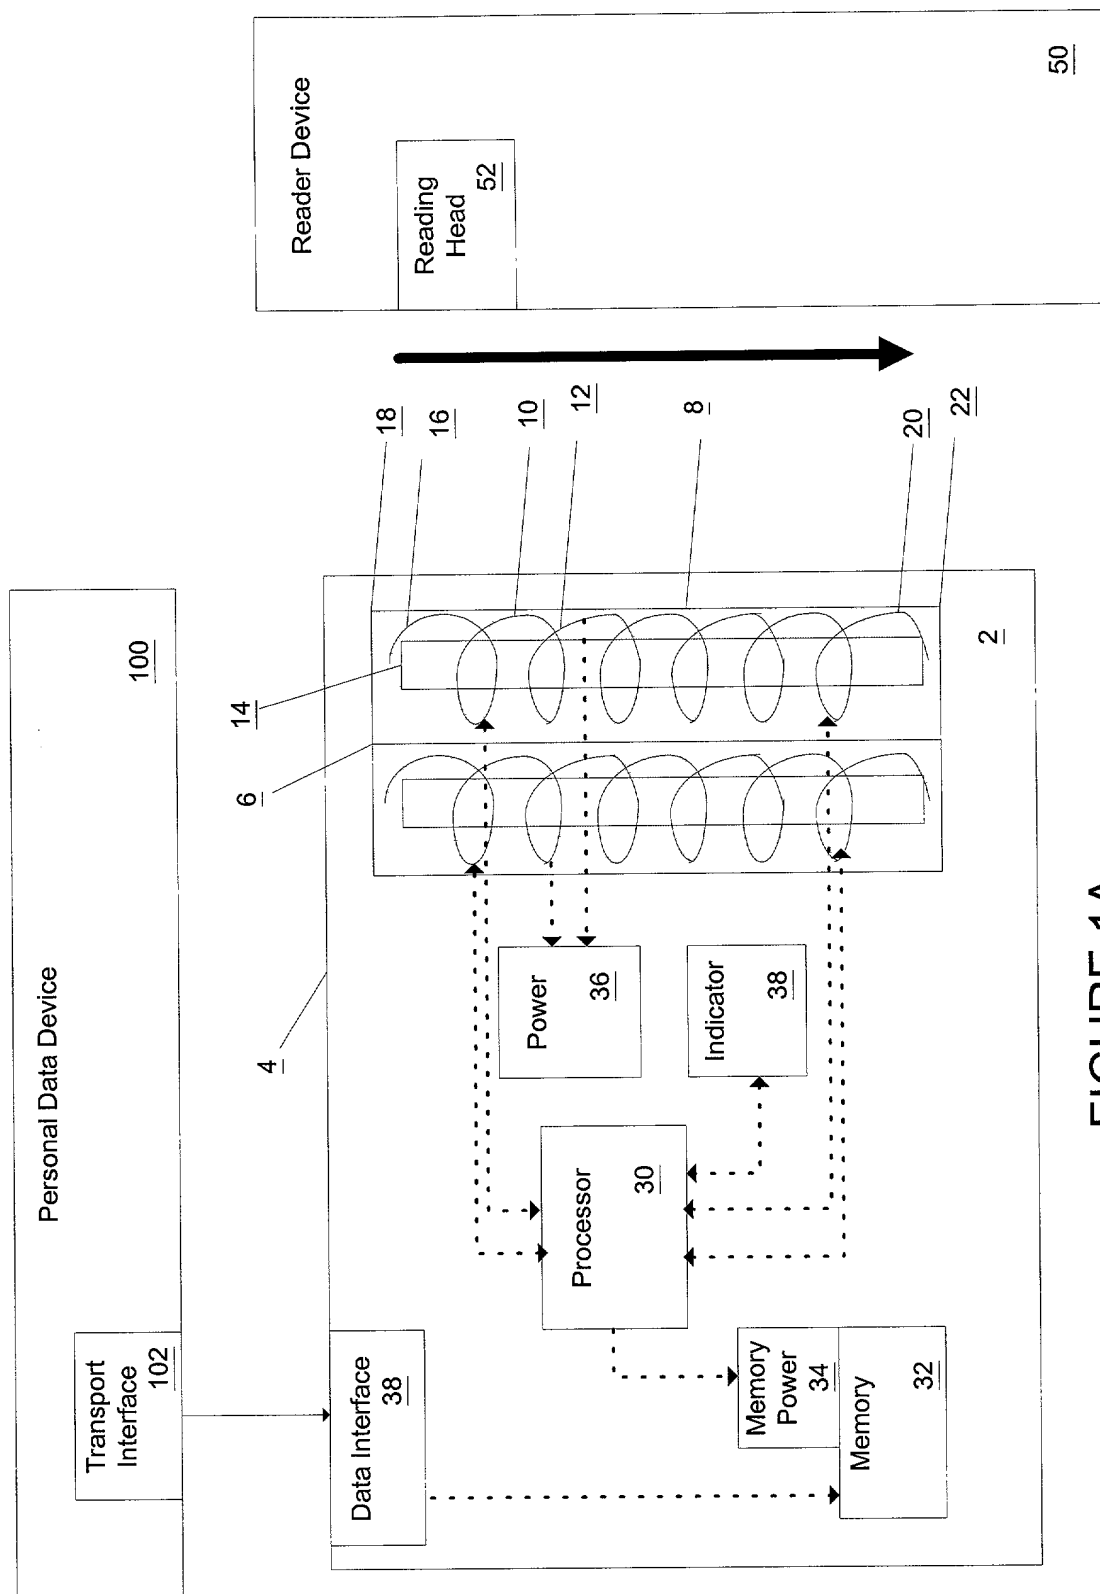 Personal Data Device
100
Transport
Interface
102
4
6
14
18
16
10
12
8
20
22
Reader Device
Reading
Head
52
50
Data Interface
38
Power
36
Processor
30
Indicator
38
Memory
Power
34
Memory
32
2
FIGURE 1A